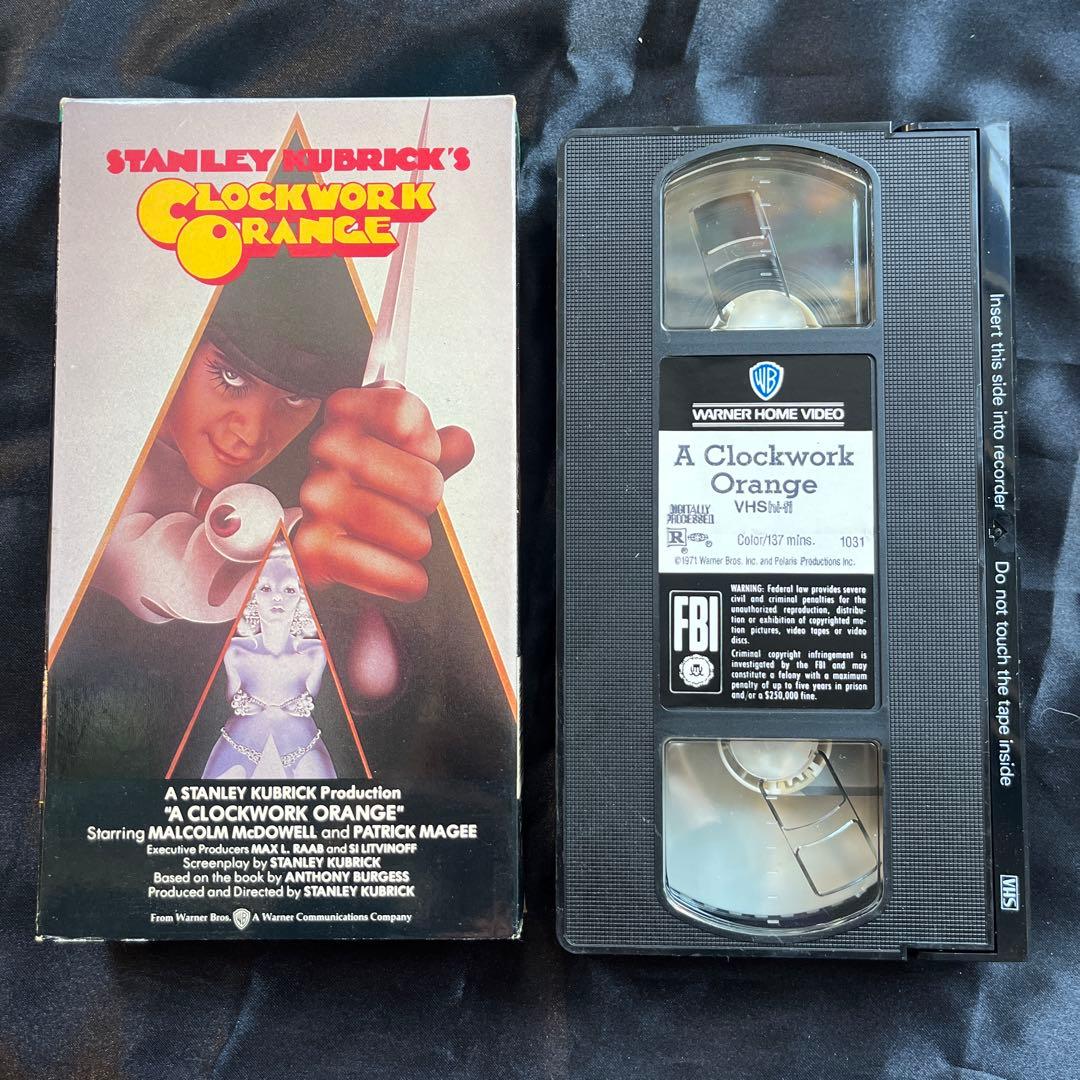 STANLEY KUBRICK'S
CLOCKWORK
ORANGE
A STANLEY KUBRICK Production
"A CLOCKWORK ORANGE"
Starring MALCOLM McDOWELL and PATRICK MAGEE
Executive Producers MAX L. RAAB and SI LITVINOFF
Screenplay by STANLEY KUBRICK
Based on the book by ANTHONY BURGESS
Produced and Directed by STANLEY KUBRICK
From Warner Bros. WB A Warner Communications Company
WB
WARNER HOME VIDEO
A Clockwork
Orange
VHS hi-fi
DIGITALLY
PROCESSED
R
Color/137 mins. 1031
©1971 Warner Bros. Inc. and Polaris Productions Inc.
FBI
WARNING: Federal law provides severe
civil and criminal penalties for the
unauthorized reproduction, distribu-
tion or exhibition of copyrighted mo-
tion pictures, video tapes or video
discs.
Criminal copyright infringement is
investigated by the FBI and may
constitute a felony with a maximum
penalty of up to five years in prison
and/or a $250,000 fine.
Insert this side into recorder Do not touch the tape inside
VHS